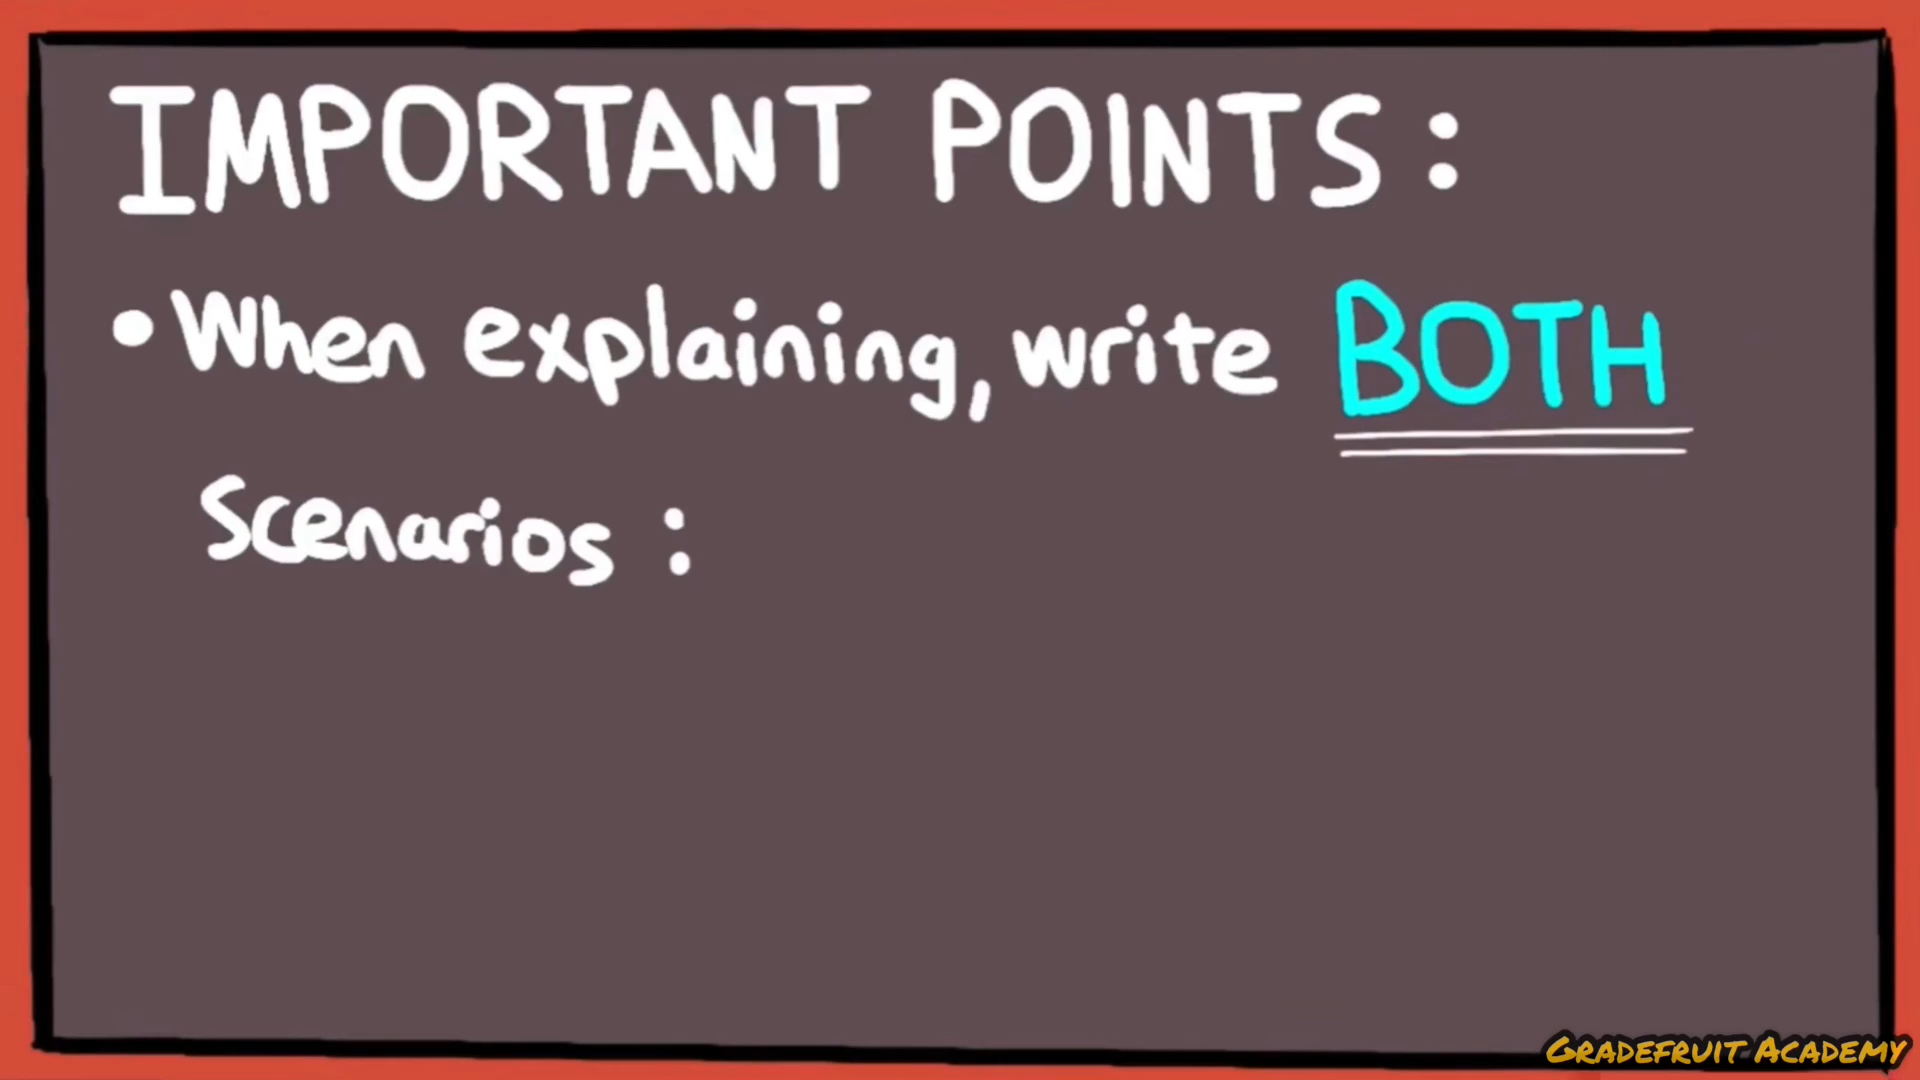 IMPORTANT POINTS:
• When explaining, write BOTH
Scenarios :
GRADEFRUIT ACADEMY